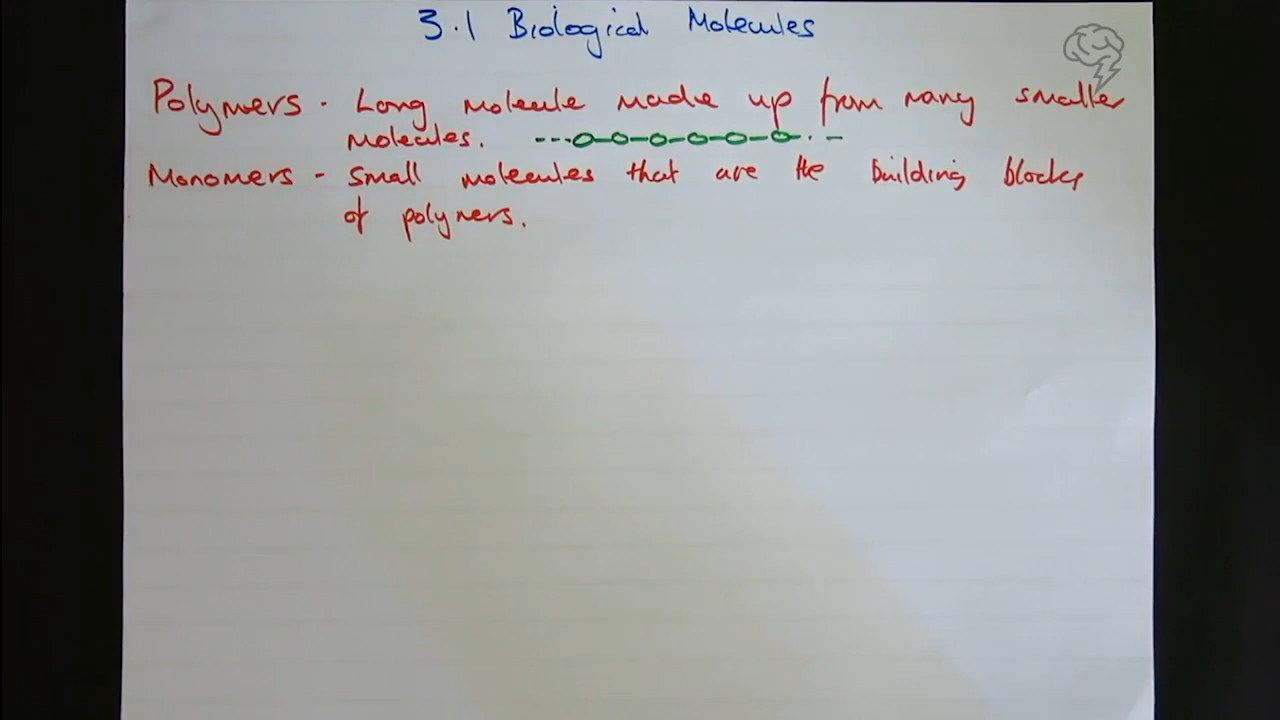 3.1 Biological Molecules
Polymers - Long molecule made up from many smaller
molecules.
Monomers - small molecules that are the building blocks
of polymers.